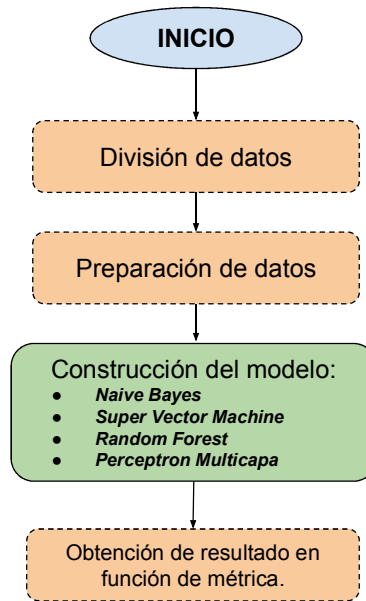 INICIO
División de datos
Preparación de datos
Construcción del modelo:
● Naive Bayes
● Super Vector Machine
● Random Forest
● Perceptron Multicapa
Obtención de resultado en
función de métrica.